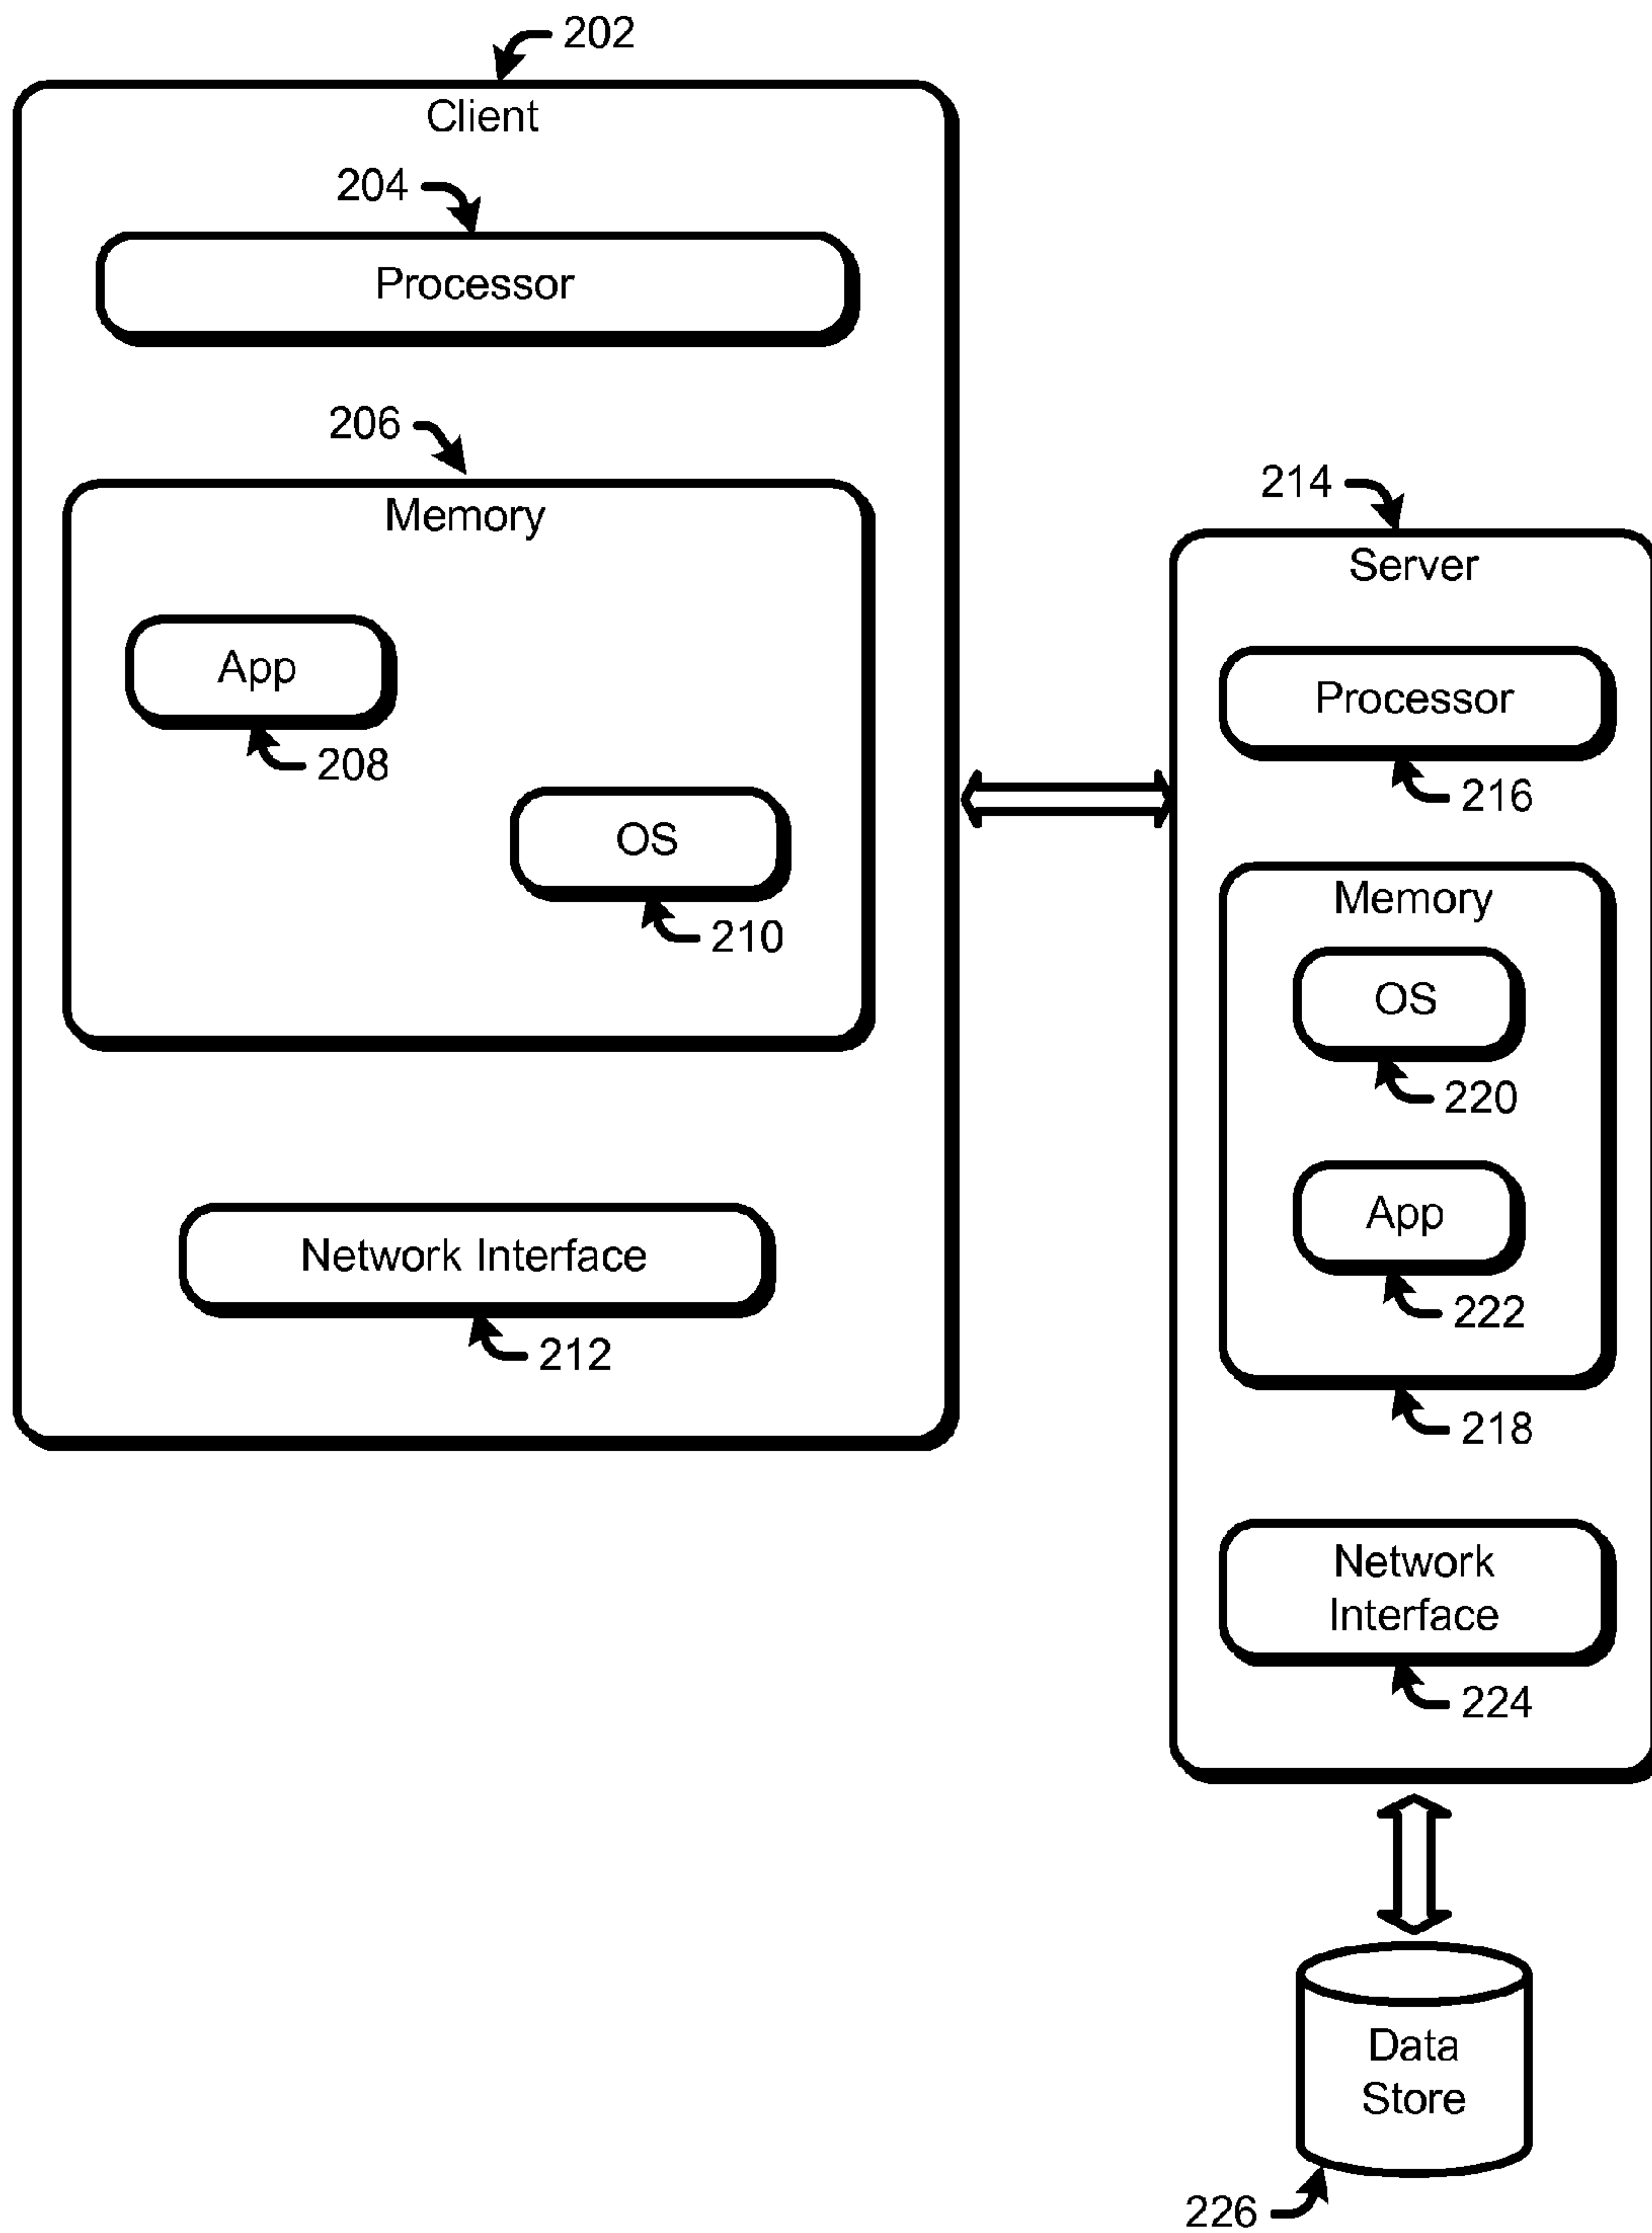 202
Client
204
Processor
206
Memory
App
208
OS
210
Network Interface
212
214
Server
Processor
216
Memory
OS
220
App
222
218
Network
Interface
224
Data
Store
226